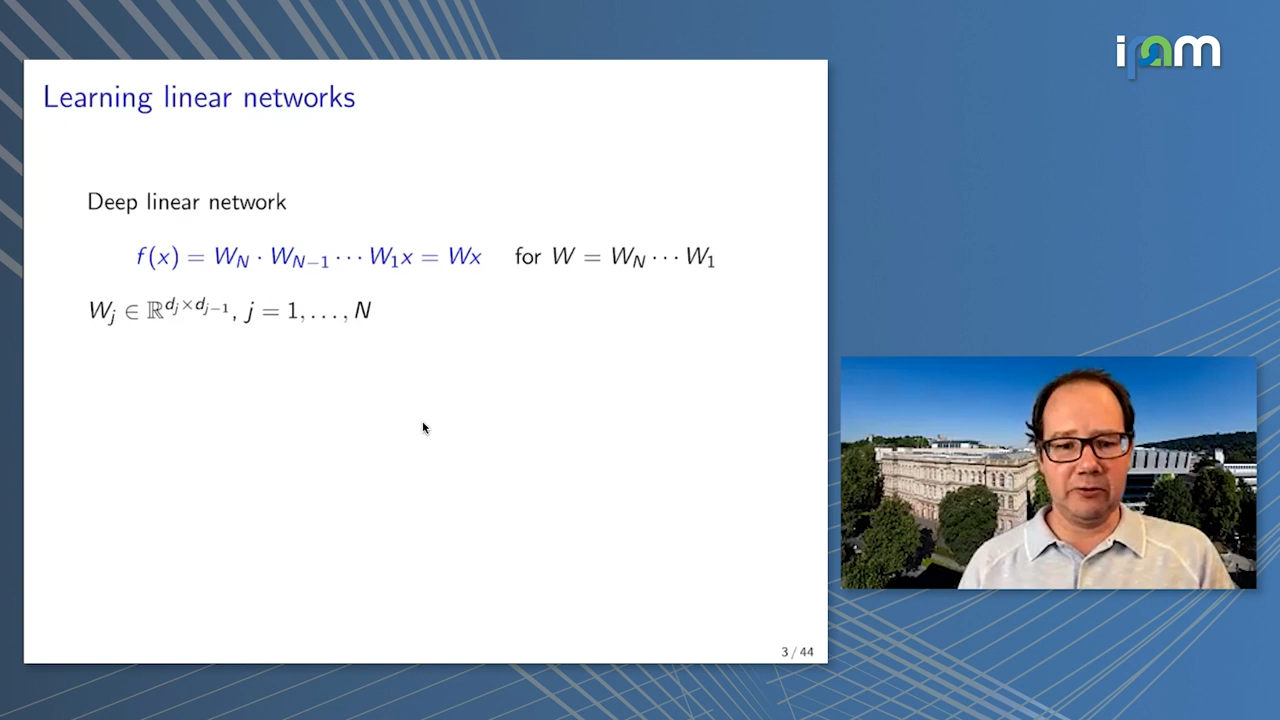 ipam
Learning linear networks
Deep linear network
f(x) = W_N · W_{N−1} ··· W_1x = Wx for W = W_N ··· W_1
W_j ∈ ℝ^{d_j×d_{j−1}}, j = 1, . . . , N
3 / 44